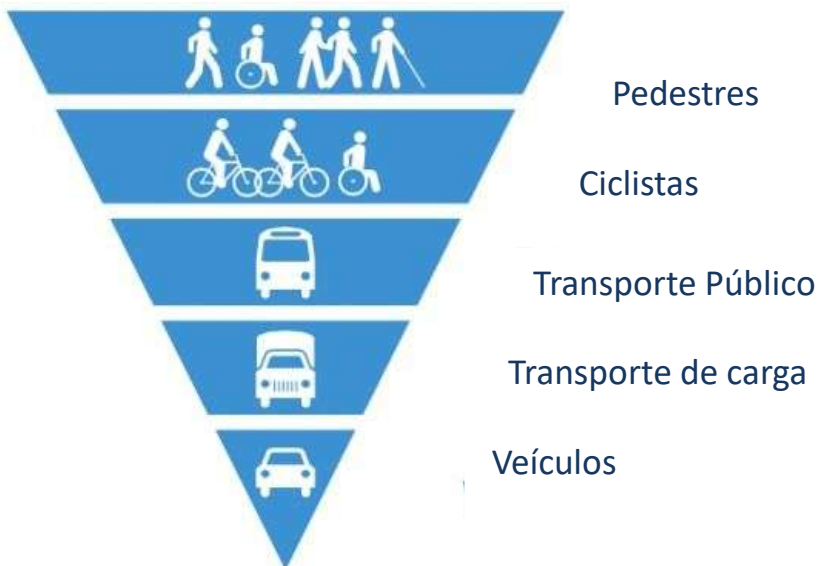 Pedestres
Ciclistas
Transporte Público
Transporte de carga
Veículos